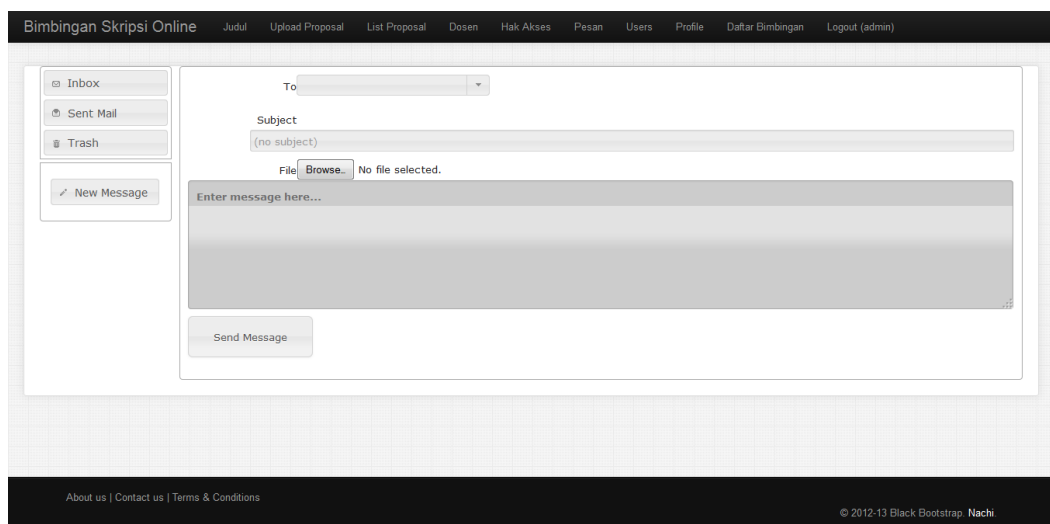 Bimbingan Skripsi Online Judul Upload Proposal List Proposal Dosen Hak Akses Pesan Users Profile Daftar Bimbingan Logout (admin)
Inbox
Sent Mail
Trash
New Message
To
Subject
(no subject)
File Browse.. No file selected.
Enter message here...
Send Message
About us | Contact us | Terms & Conditions
© 2012-13 Black Bootstrap. Nachi.